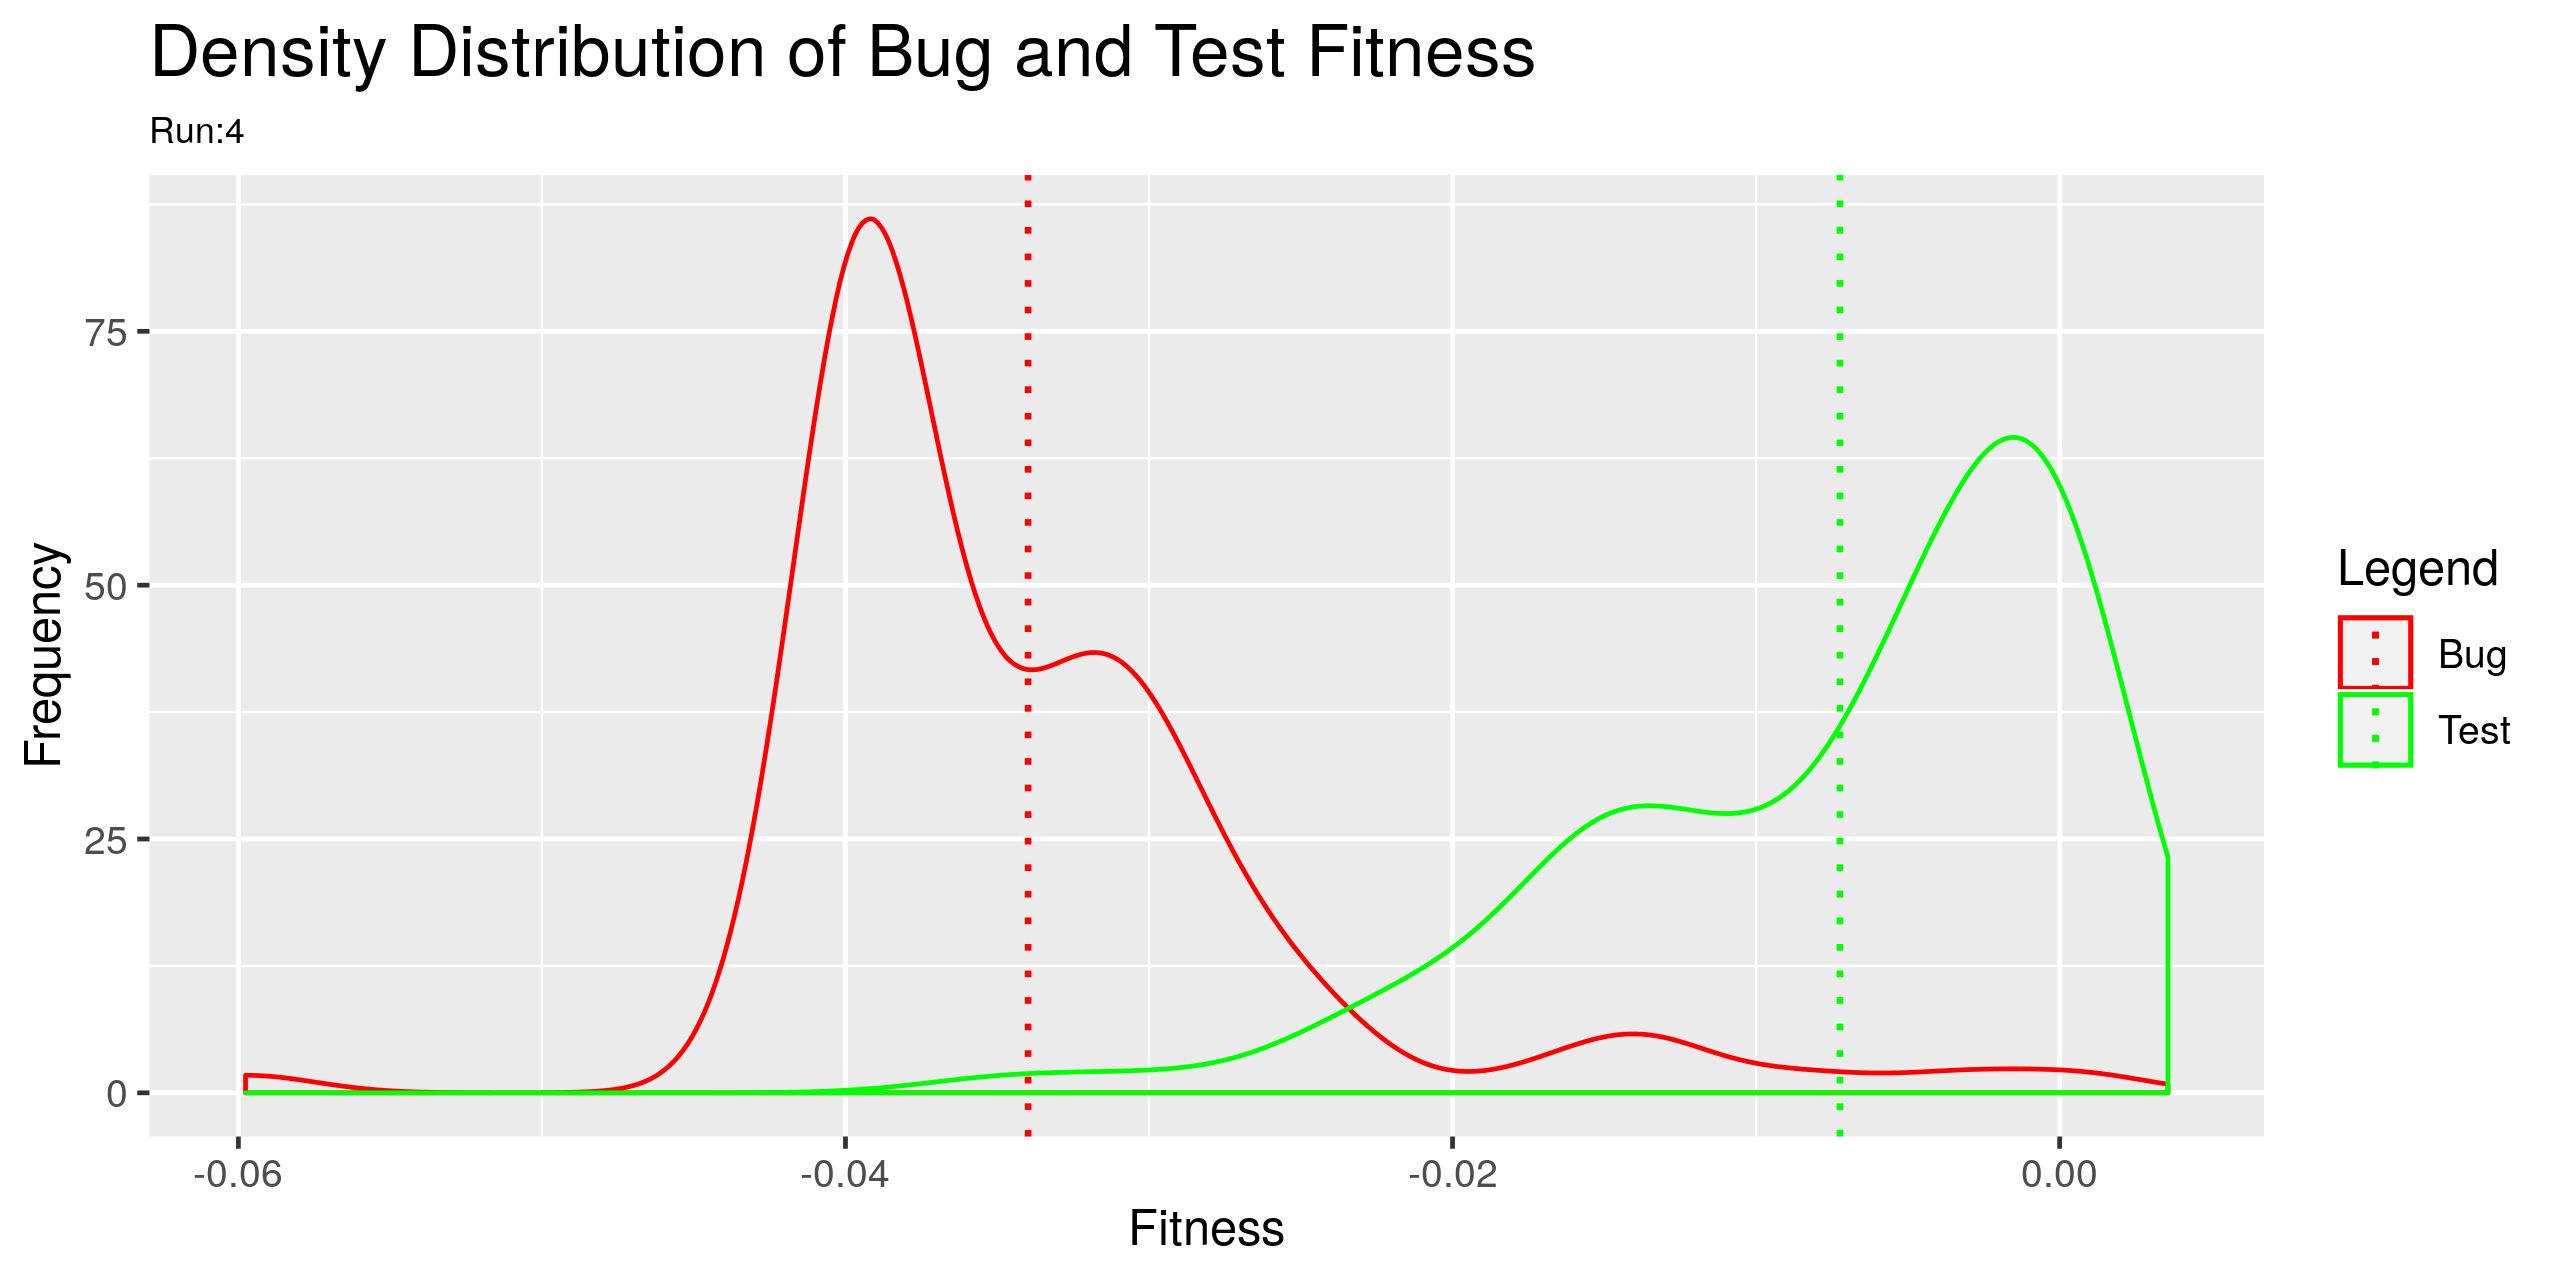 Density Distribution of Bug and Test Fitness
Run:4
Frequency
75
50
25
0
-0.06
-0.04
-0.02
0.00
Fitness
Legend
Bug
Test